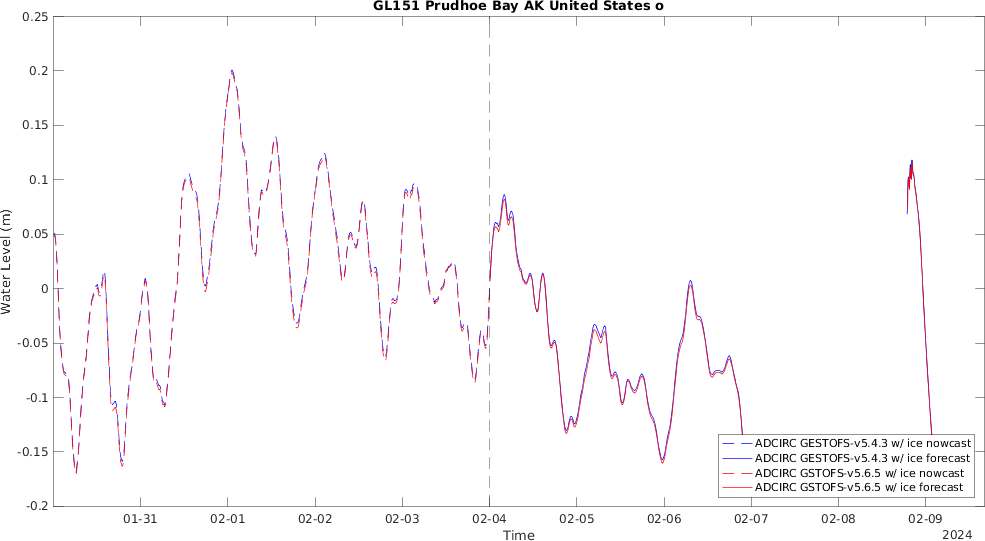 GL151 Prudhoe Bay AK United States o
0.25
0.2
0.15
0.1
0.05
0
-0.05
-0.1
-0.15
-0.2
Water Level (m)
ADCIRC GESTOFS-v5.4.3 w/ ice nowcast
ADCIRC GESTOFS-v5.4.3 w/ ice forecast
ADCIRC GSTOFS-v5.6.5 w/ ice nowcast
ADCIRC GSTOFS-v5.6.5 w/ ice forecast
01-31 02-01 02-02 02-03 02-04 02-05 02-06 02-07 02-08 02-09
Time
2024